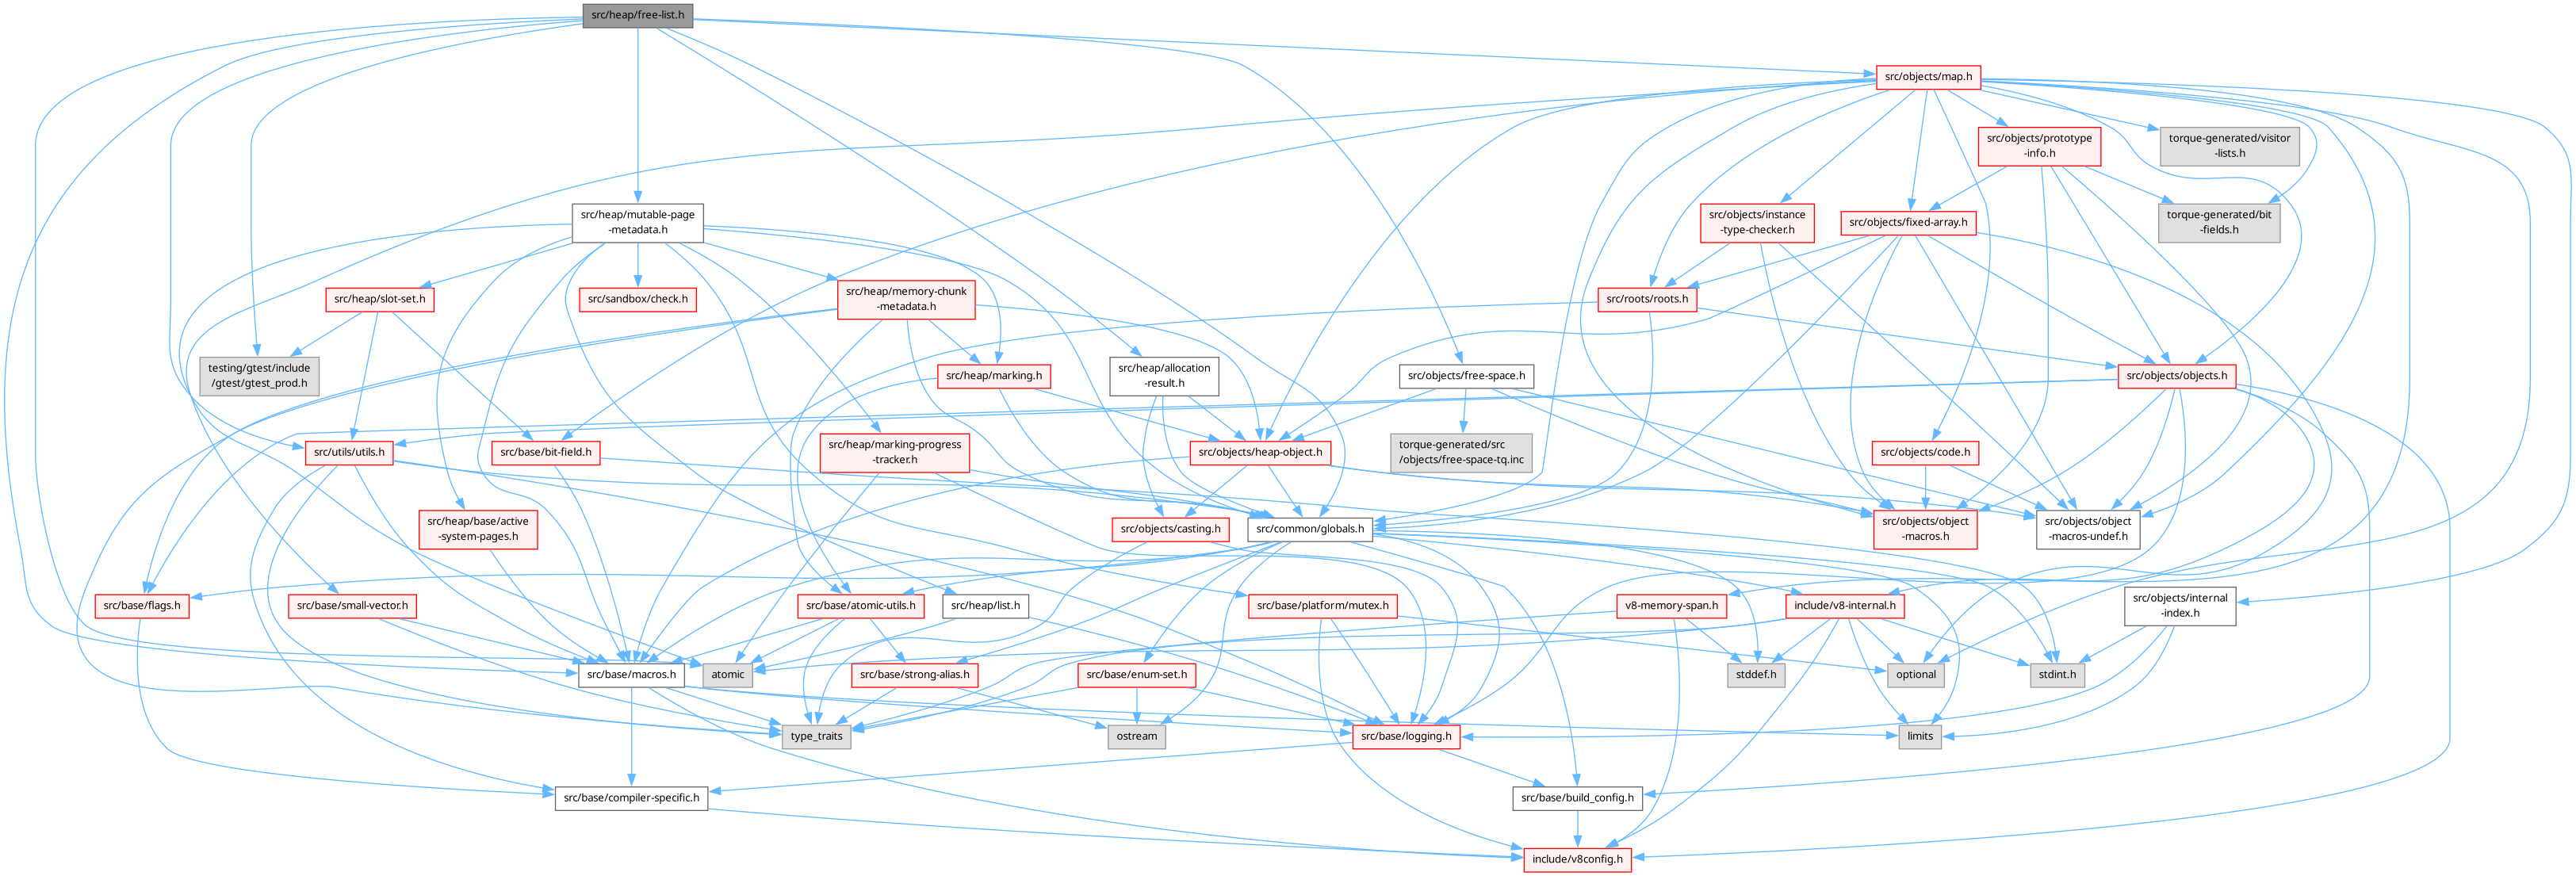 src/heap/free-list.h
src/objects/map.h
src/objects/prototype
-info.h
torque-generated/visitor
-lists.h
src/heap/mutable-page
-metadata.h
src/objects/instance
-type-checker.h
src/objects/fixed-array.h
torque-generated/bit
-fields.h
src/heap/slot-set.h
src/sandbox/check.h
src/heap/memory-chunk
-metadata.h
src/roots/roots.h
testing/gtest/include
/gtest/gtest_prod.h
src/heap/marking.h
src/heap/allocation
-result.h
src/objects/free-space.h
src/objects/objects.h
src/utils/utils.h
src/base/bit-field.h
src/heap/marking-progress
-tracker.h
src/objects/heap-object.h
torque-generated/src
/objects/free-space-tq.inc
src/objects/code.h
src/heap/base/active
-system-pages.h
src/objects/casting.h
src/common/globals.h
src/objects/object
-macros.h
src/objects/object
-macros-undef.h
src/base/flags.h
src/base/small-vector.h
src/base/atomic-utils.h
src/heap/list.h
src/base/platform/mutex.h
v8-memory-span.h
include/v8-internal.h
src/objects/internal
-index.h
src/base/macros.h
atomic
src/base/strong-alias.h
src/base/enum-set.h
stddef.h
optional
stdint.h
type_traits
ostream
src/base/logging.h
limits
src/base/compiler-specific.h
src/base/build_config.h
include/v8config.h